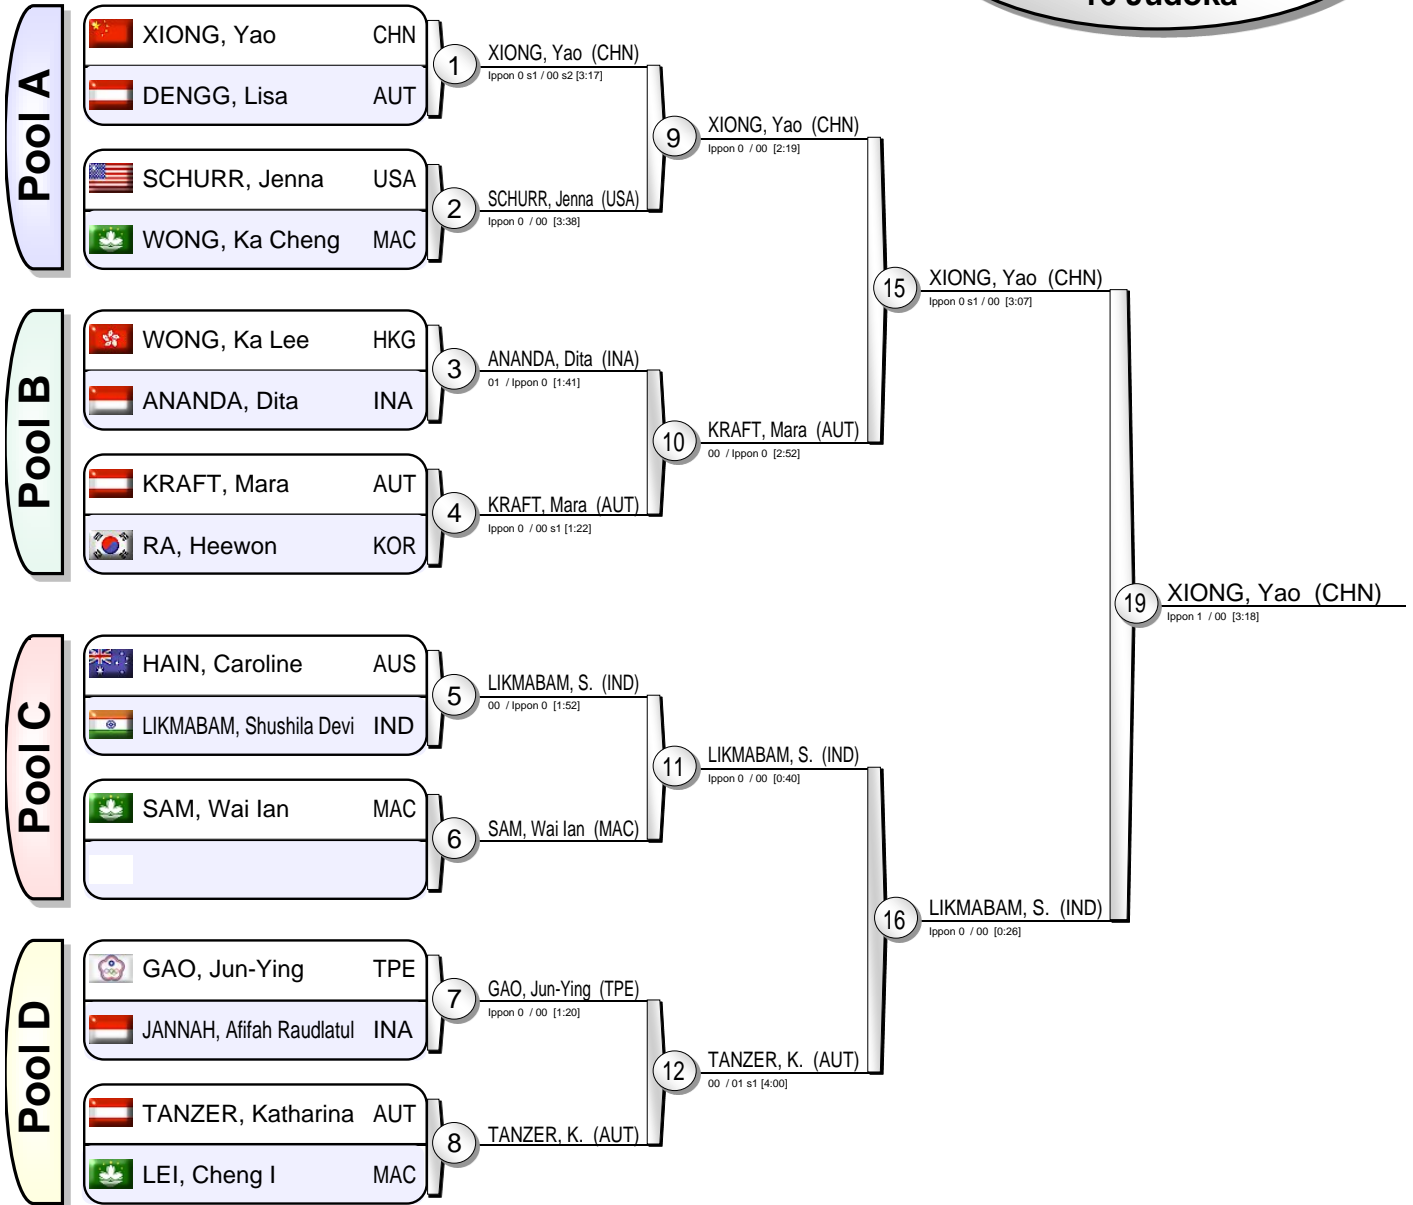 16 Judoka
Pool A
XIONG, Yao CHN
DENGG, Lisa AUT
SCHURR, Jenna USA
WONG, Ka Cheng MAC
1
XIONG, Yao (CHN)
Ippon 0 s1 / 00 s2 [3:17]
2
SCHURR, Jenna (USA)
Ippon 0 / 00 [3:38]
9
XIONG, Yao (CHN)
Ippon 0 / 00 [2:19]
Pool B
WONG, Ka Lee HKG
ANANDA, Dita INA
KRAFT, Mara AUT
RA, Heewon KOR
3
ANANDA, Dita (INA)
01 / Ippon 0 [1:41]
4
KRAFT, Mara (AUT)
Ippon 0 / 00 s1 [1:22]
10
KRAFT, Mara (AUT)
00 / Ippon 0 [2:52]
15
XIONG, Yao (CHN)
Ippon 0 s1 / 00 [3:07]
Pool C
HAIN, Caroline AUS
LIKMABAM, Shushila Devi IND
SAM, Wai Ian MAC
5
LIKMABAM, S. (IND)
00 / Ippon 0 [1:52]
6
SAM, Wai Ian (MAC)
11
LIKMABAM, S. (IND)
Ippon 0 / 00 [0:40]
Pool D
GAO, Jun-Ying TPE
JANNAH, Afifah Raudlatul INA
TANZER, Katharina AUT
LEI, Cheng I MAC
7
GAO, Jun-Ying (TPE)
Ippon 0 / 00 [1:20]
8
TANZER, K. (AUT)
12
TANZER, K. (AUT)
00 / 01 s1 [4:00]
16
LIKMABAM, S. (IND)
Ippon 0 / 00 [0:26]
19
XIONG, Yao (CHN)
Ippon 1 / 00 [3:18]